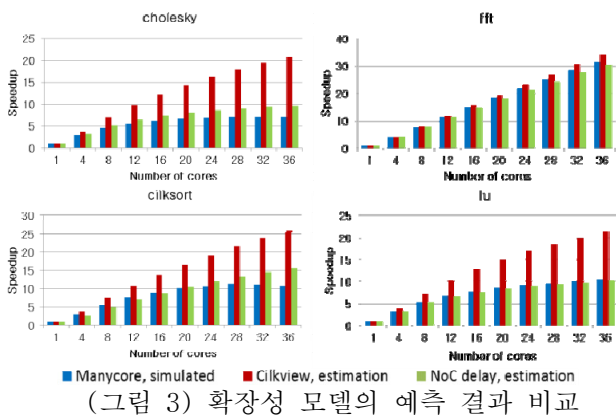 cholesky
fft
Speedup
25
20
15
10
5
0
1 4 8 12 16 20 24 28 32 36
Number of cores
Speedup
40
30
20
10
0
1 4 8 12 16 20 24 28 32 36
Number of cores
cilksort
lu
Speedup
30
25
20
15
10
5
0
1 4 8 12 16 20 24 28 32 36
Number of cores
Speedup
25
20
15
10
5
0
1 4 8 12 16 20 24 28 32 36
Number of cores
Manycore, simulated Cilkview, estimation NoC delay, estimation
(그림 3) 확장성 모델의 예측 결과 비교